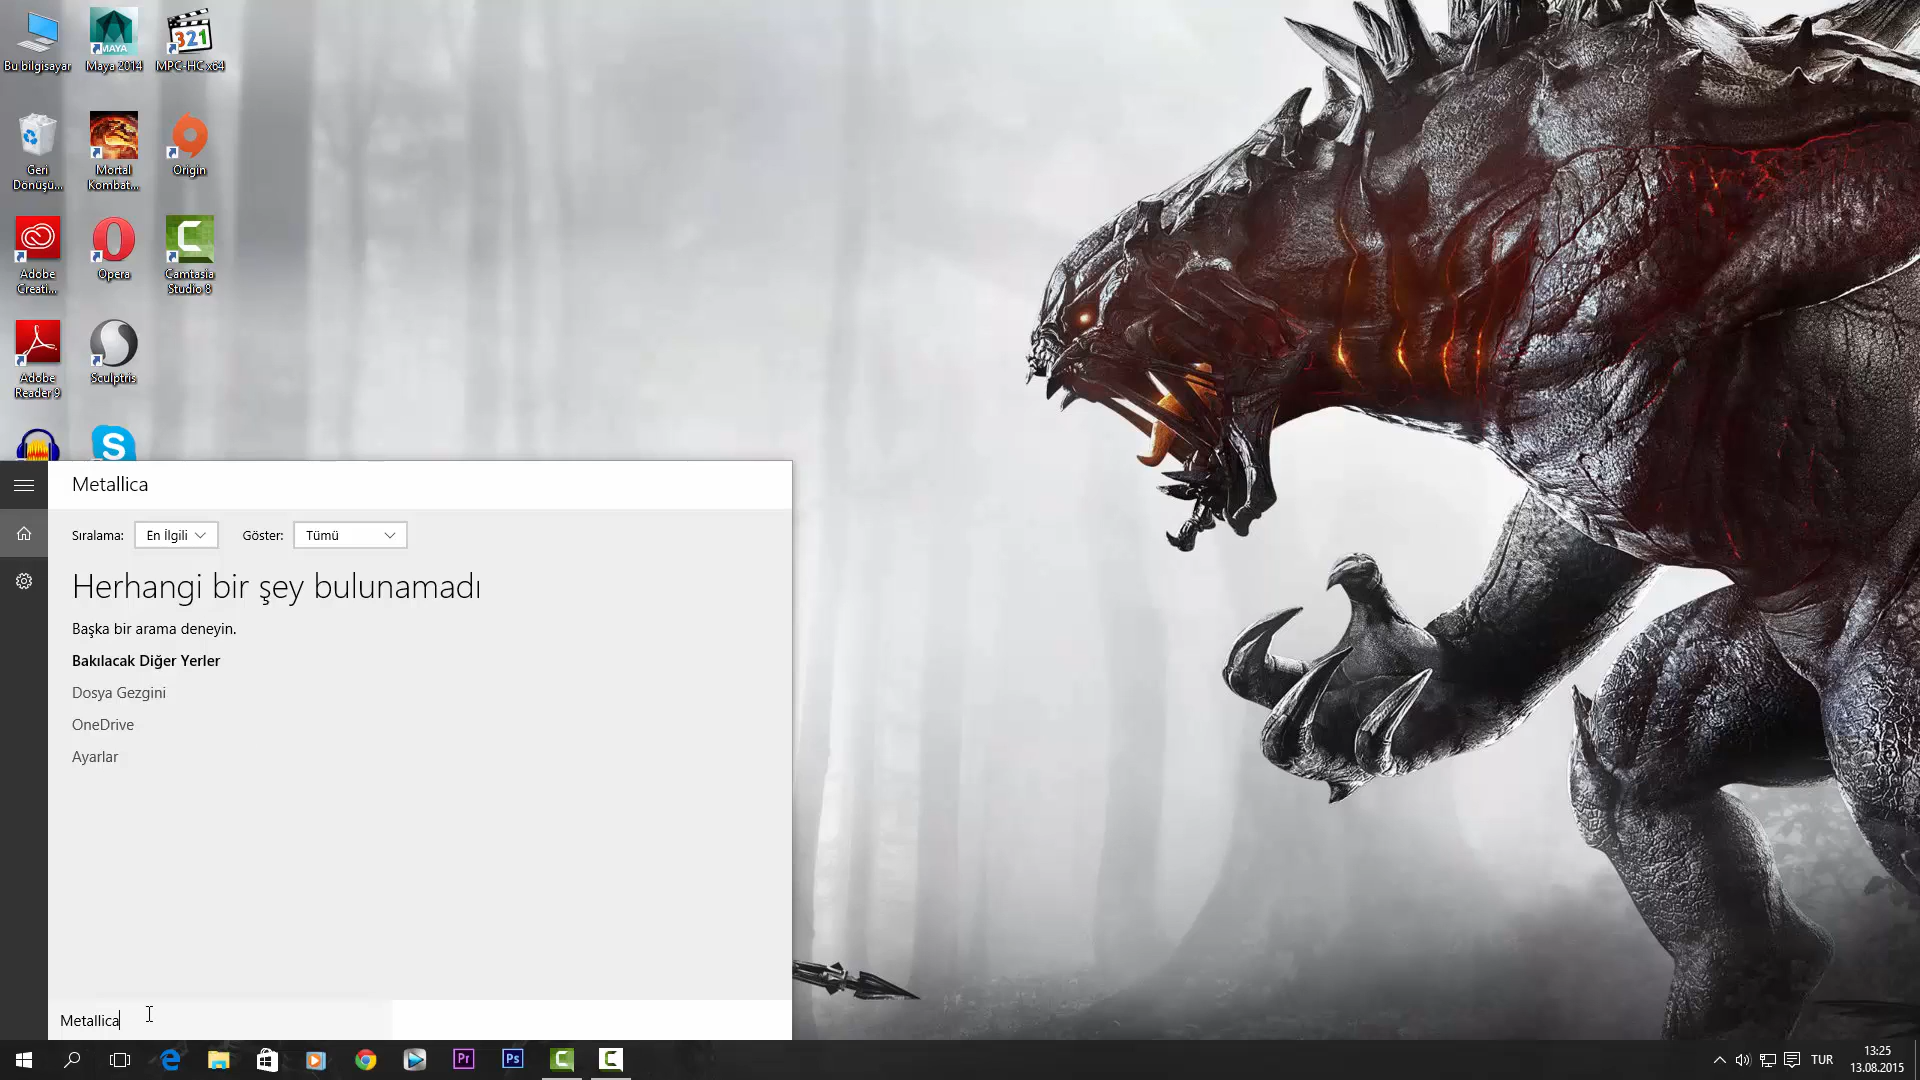 Bu bilgisayar
Maya 2014
MPC-HC x64
Geri
Dönüşü...
Mortal
Kombat...
Origin
Adobe
Creati...
Opera
Camtasia
Studio 8
Adobe
Reader 9
Sculptris
Metallica
Sıralama: En İlgili Göster: Tümü
Herhangi bir şey bulunamadı
Başka bir arama deneyin.
Bakılacak Diğer Yerler
Dosya Gezgini
OneDrive
Ayarlar
Metallica
Pr
Ps
TUR
13:25
13.08.2015